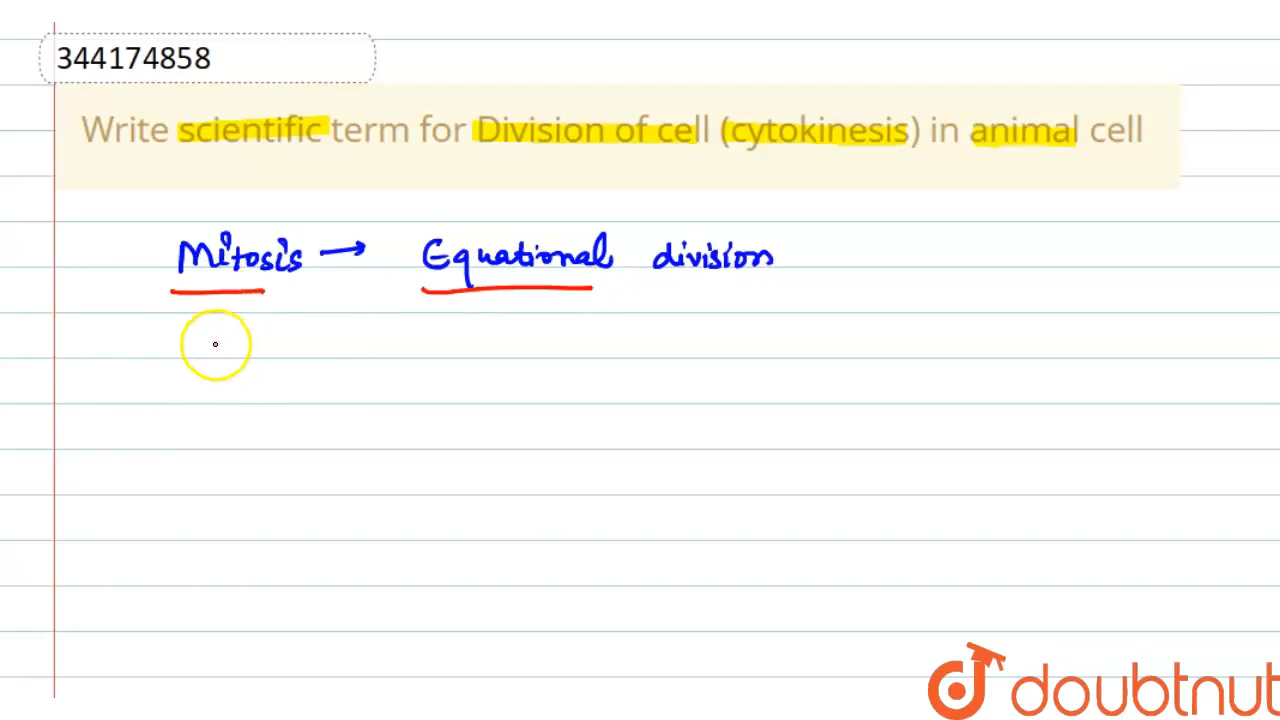 344174858
Write scientific term for Division of cell (cytokinesis) in animal cell
Mitosis → Equational division
doubtnut